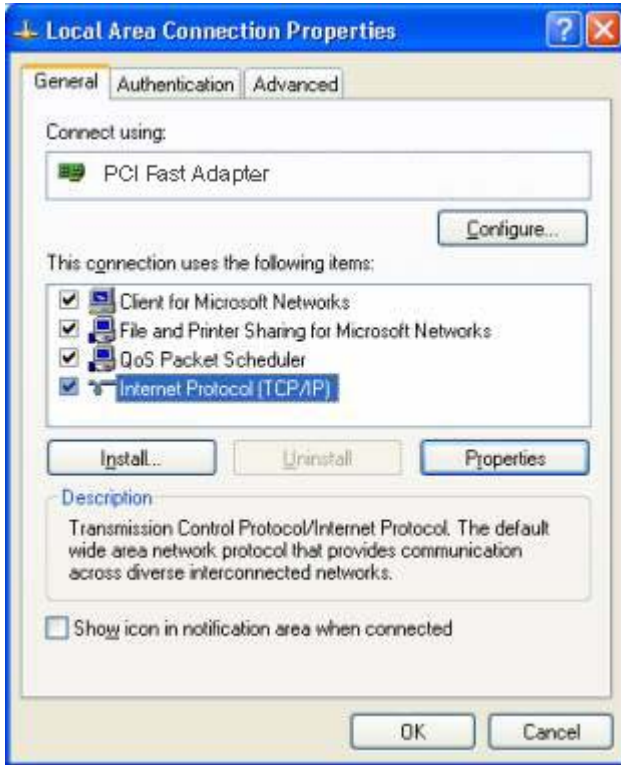 Local Area Connection Properties
General Authentication Advanced
Connect using:
PCI Fast Adapter
Configure...
This connection uses the following items:
Client for Microsoft Networks
File and Printer Sharing for Microsoft Networks
QoS Packet Scheduler
Internet Protocol (TCP/IP)
Install... Uninstall Properties
Description
Transmission Control Protocol/Internet Protocol. The default
wide area network protocol that provides communication
across diverse interconnected networks.
Show icon in notification area when connected
OK Cancel